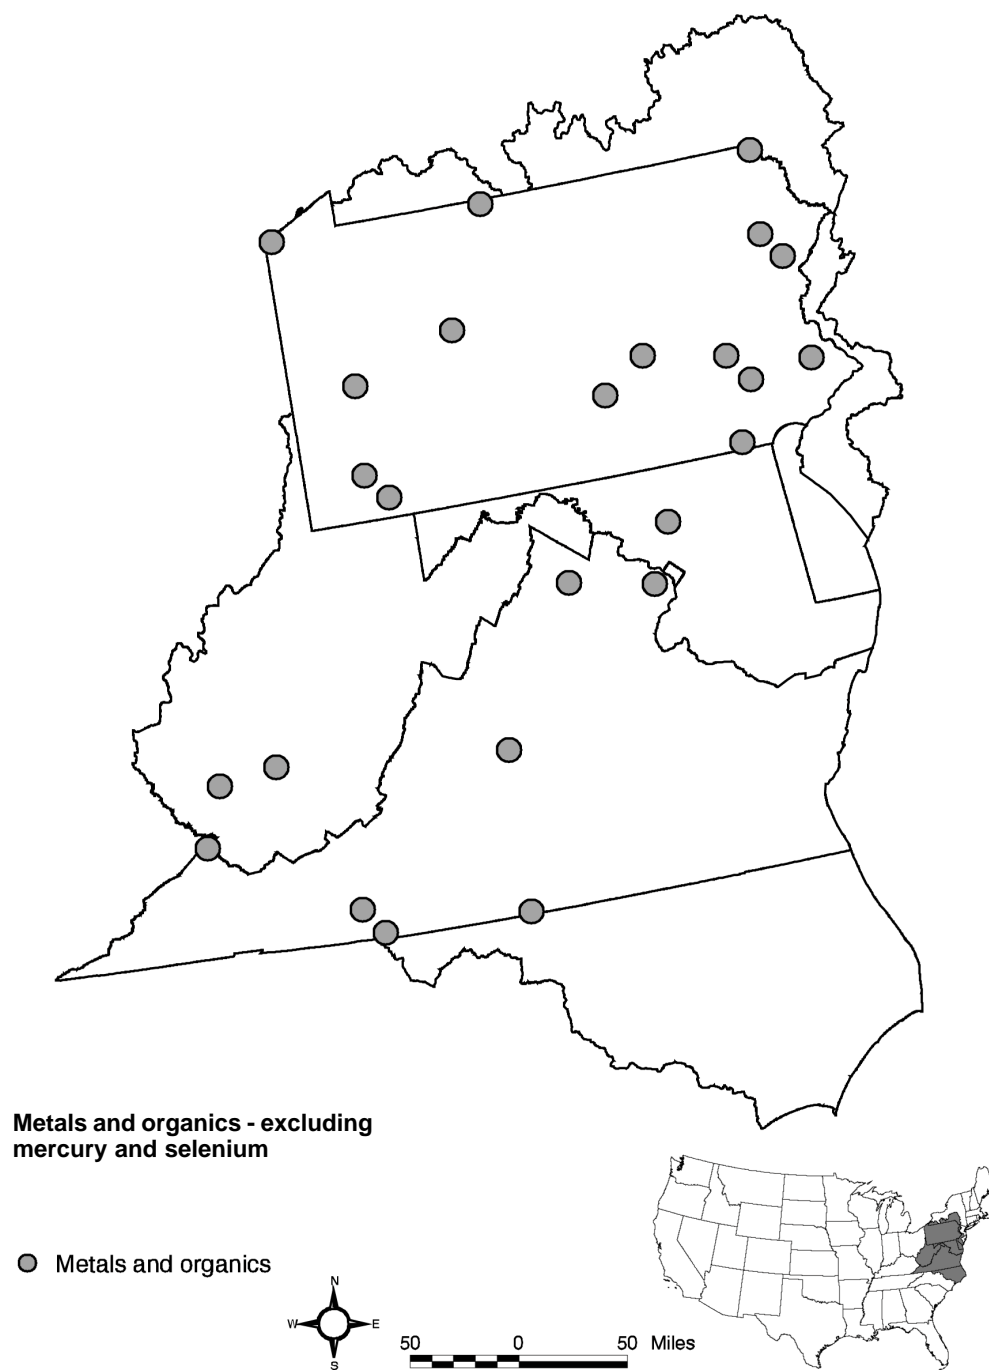 Metals and organics - excluding
mercury and selenium
Metals and organics
N
W E
S
50 0 50 Miles